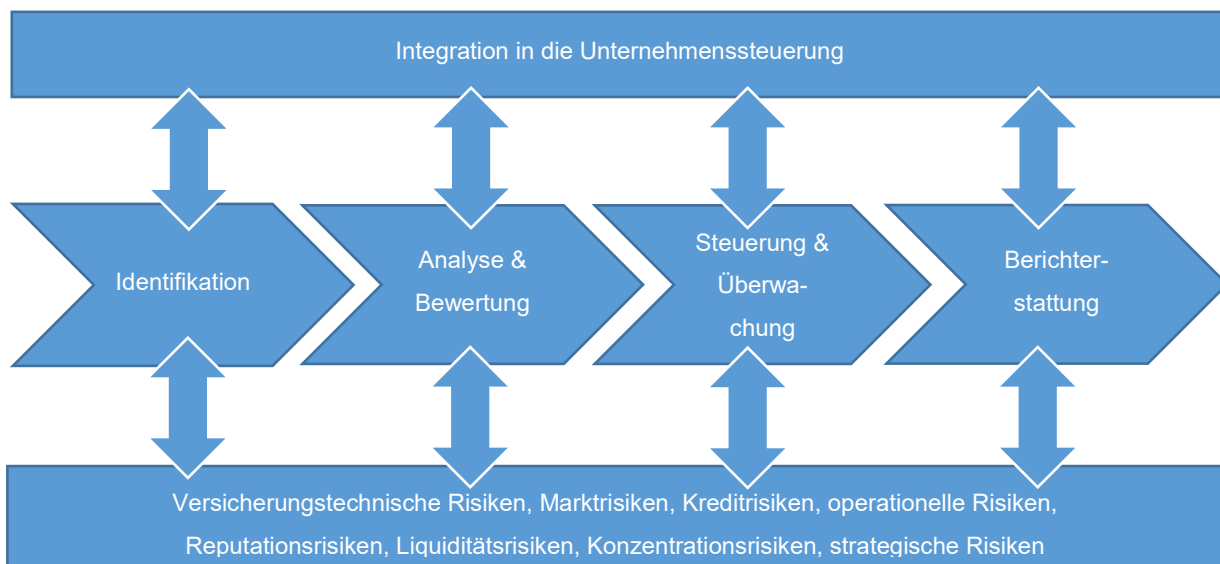 Integration in die Unternehmenssteuerung
Identifikation
Analyse &
Bewertung
Steuerung &
Überwa-
chung
Berichter-
stattung
Versicherungstechnische Risiken, Marktrisiken, Kreditrisiken, operationelle Risiken,
Reputationsrisiken, Liquiditätsrisiken, Konzentrationsrisiken, strategische Risiken